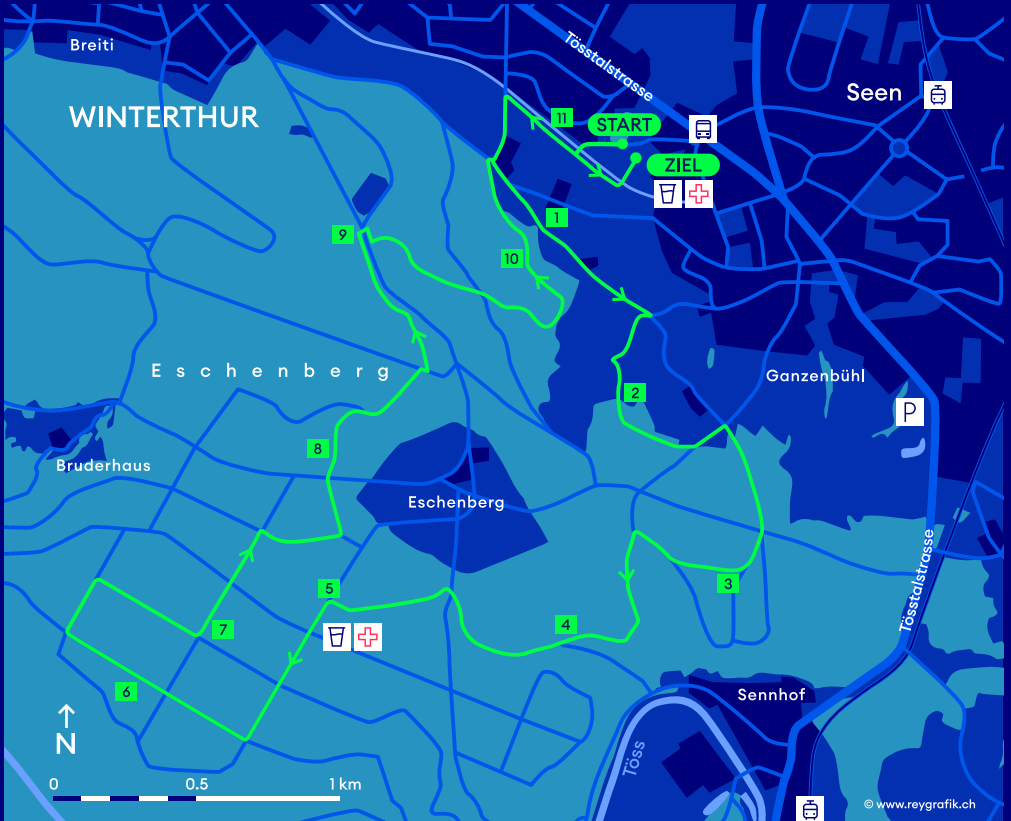 Breiti
Tösstalstrasse
Seen
WINTERTHUR
11
START
ZIEL
1
9
10
Eschenberg
Ganzenbühl
2
P
8
Bruderhaus
Eschenberg
Tösstalstrasse
5
3
7
4
6
Sennhof
N
Töss
0 0.5 1 km
© www.reygrafik.ch